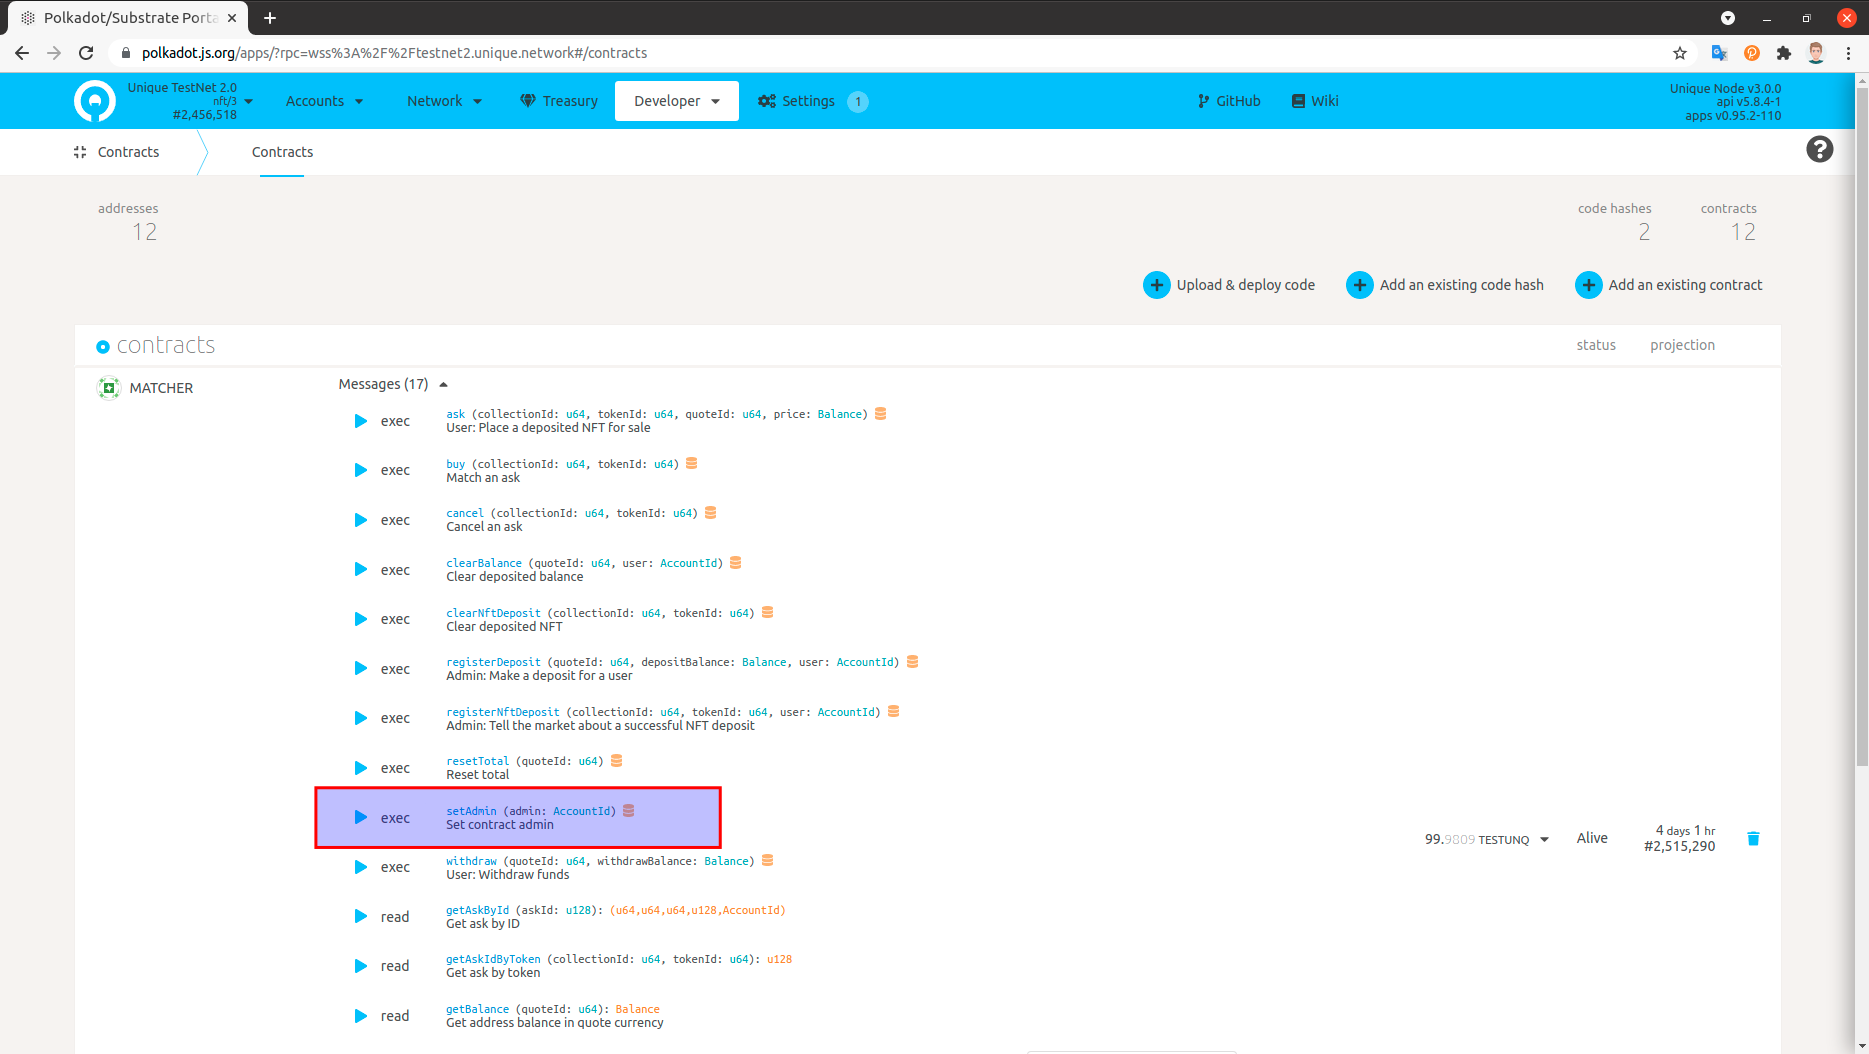 Polkadot/Substrate Porta
polkadot.js.org/apps/?rpc=wss%3A%2F%2Ftestnet2.unique.network#/contracts
Unique TestNet 2.0
nft/3
#2,456,518
Accounts
Network
Treasury
Developer
Settings
1
GitHub
Wiki
Unique Node v3.0.0
api v5.8.4-1
apps v0.95.2-110
Contracts
Contracts
addresses
12
code hashes
2
contracts
12
Upload & deploy code
Add an existing code hash
Add an existing contract
contracts
status
projection
MATCHER
Messages (17)
exec
ask (collectionId: u64, tokenId: u64, quoteId: u64, price: Balance)
User: Place a deposited NFT for sale
exec
buy (collectionId: u64, tokenId: u64)
Match an ask
exec
cancel (collectionId: u64, tokenId: u64)
Cancel an ask
exec
clearBalance (quoteId: u64, user: AccountId)
Clear deposited balance
exec
clearNftDeposit (collectionId: u64, tokenId: u64)
Clear deposited NFT
exec
registerDeposit (quoteId: u64, depositBalance: Balance, user: AccountId)
Admin: Make a deposit for a user
exec
registerNftDeposit (collectionId: u64, tokenId: u64, user: AccountId)
Admin: Tell the market about a successful NFT deposit
exec
resetTotal (quoteId: u64)
Reset total
exec
setAdmin (admin: AccountId)
Set contract admin
99.9809 TESTUNQ
Alive
4 days 1 hr
#2,515,290
exec
withdraw (quoteId: u64, withdrawBalance: Balance)
User: Withdraw funds
read
getAskById (askId: u128): (u64,u64,u64,u128,AccountId)
Get ask by ID
read
getAskIdByToken (collectionId: u64, tokenId: u64): u128
Get ask by token
read
getBalance (quoteId: u64): Balance
Get address balance in quote currency